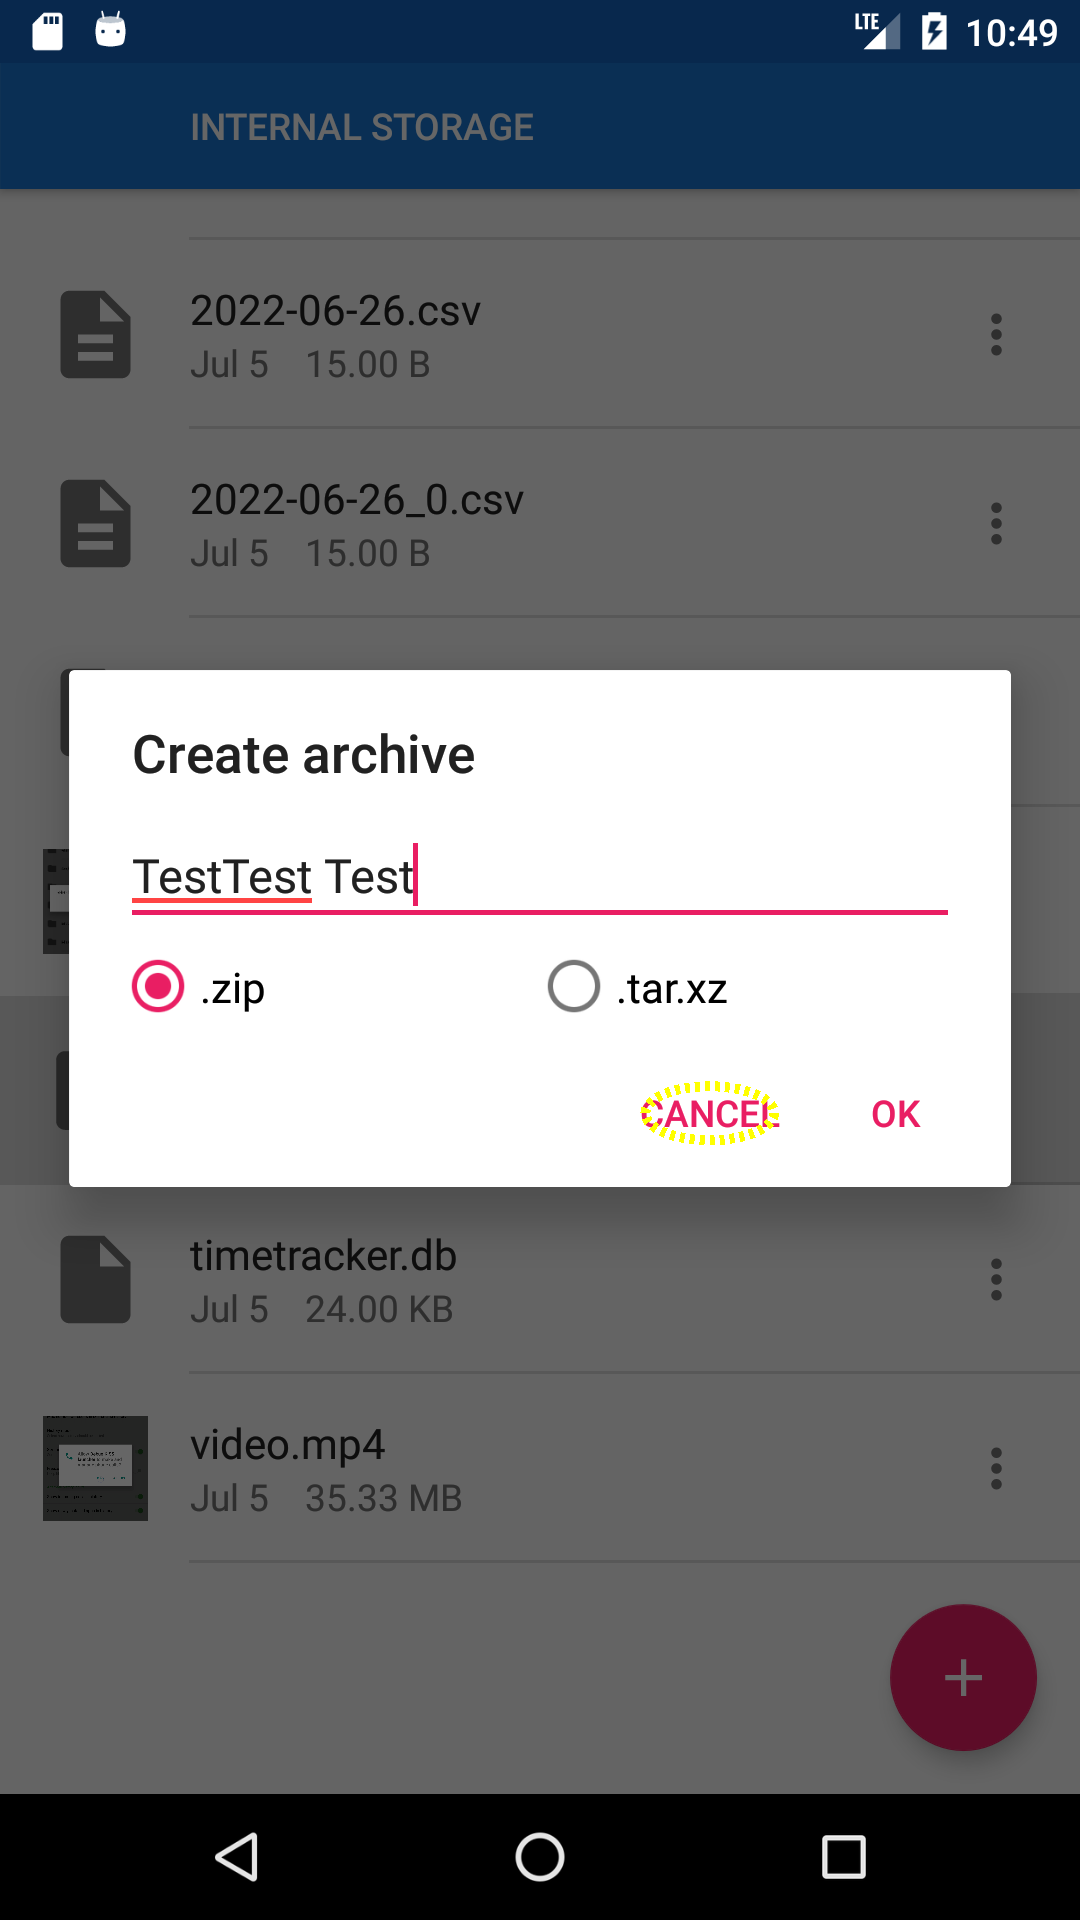 LTE 10:49
INTERNAL STORAGE
2022-06-26.csv
Jul 5 15.00 B
2022-06-26_0.csv
Jul 5 15.00 B
Create archive
TestTest Test
.zip .tar.xz
CANCEL OK
timetracker.db
Jul 5 24.00 KB
video.mp4
Jul 5 35.33 MB